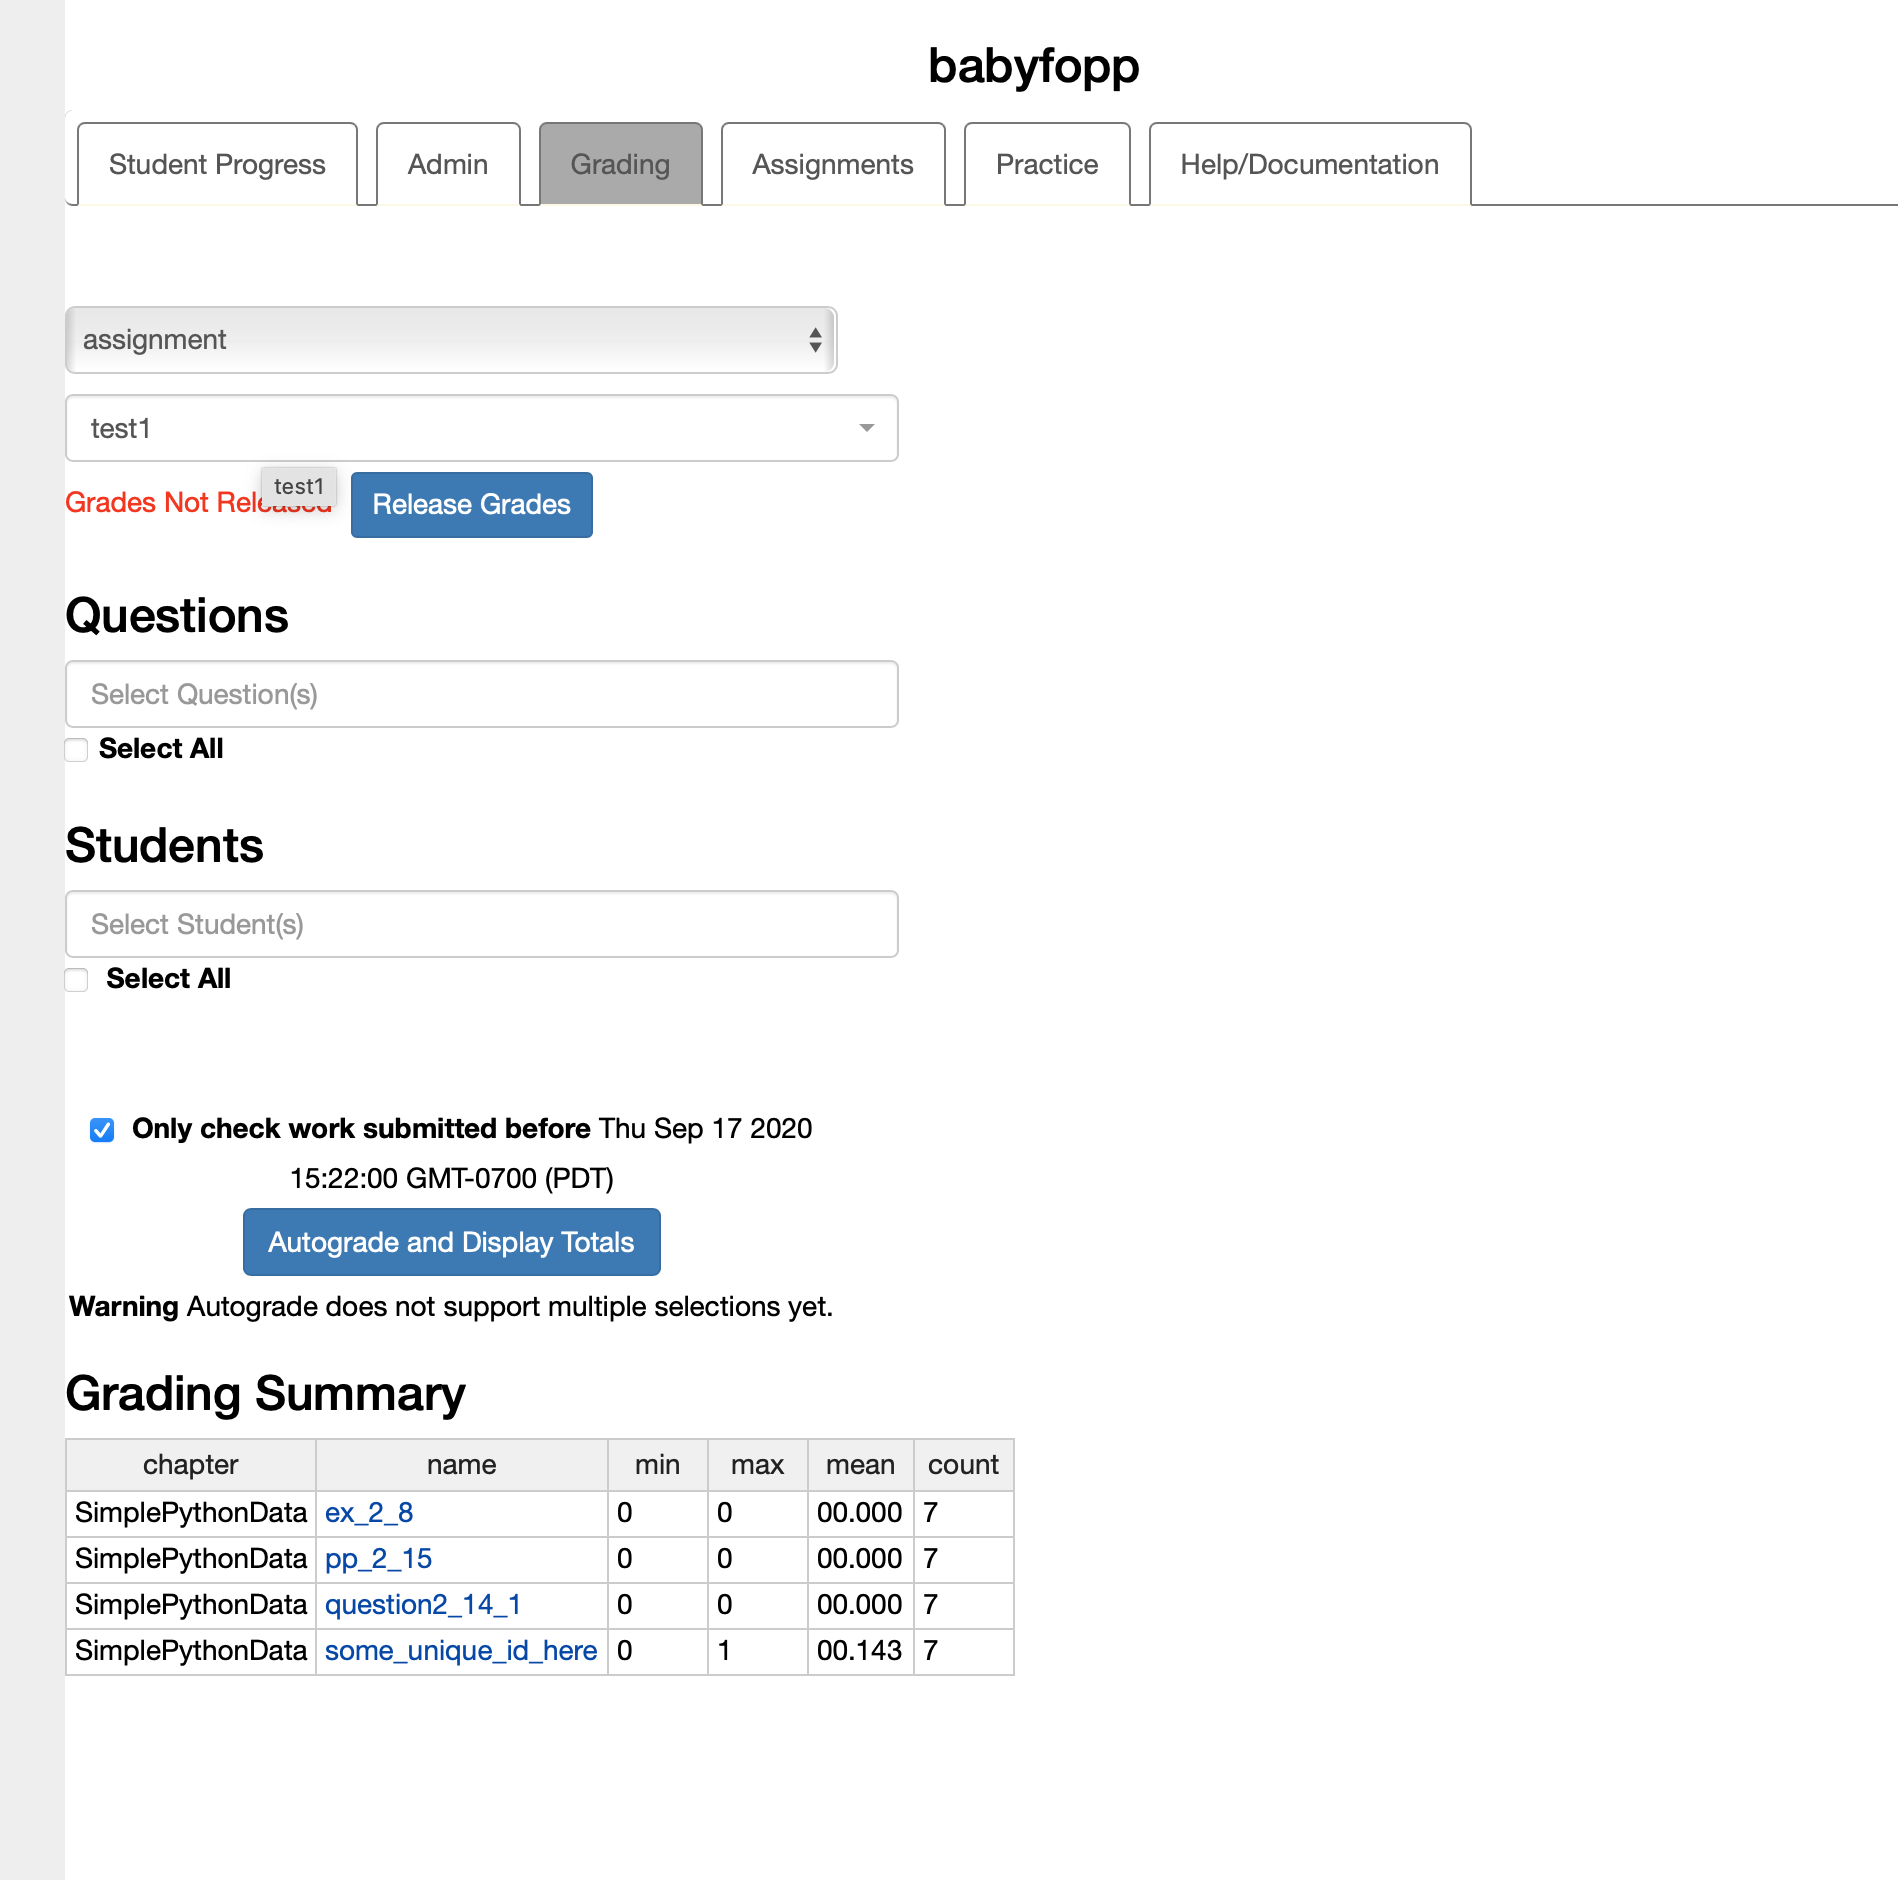 babyfopp
Student Progress
Admin
Grading
Assignments
Practice
Help/Documentation
assignment
test1
Grades Not Released
test1
Release Grades
Questions
Select Question(s)
Select All
Students
Select Student(s)
Select All
Only check work submitted before Thu Sep 17 2020
15:22:00 GMT-0700 (PDT)
Autograde and Display Totals
Warning Autograde does not support multiple selections yet.
Grading Summary
chapter name min max mean count
SimplePythonData ex_2_8 0 0 00.000 7
SimplePythonData pp_2_15 0 0 00.000 7
SimplePythonData question2_14_1 0 0 00.000 7
SimplePythonData some_unique_id_here 0 1 00.143 7